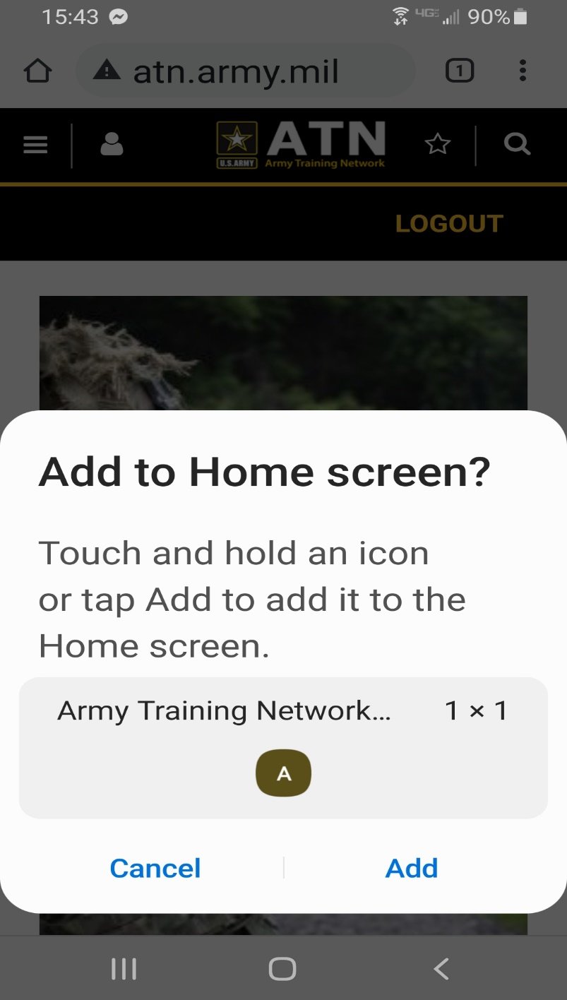 15:43
4GE 90%
atn.army.mil
1
ATN
U.S.ARMY Army Training Network
LOGOUT
Add to Home screen?
Touch and hold an icon
or tap Add to add it to the
Home screen.
Army Training Network... 1 × 1
A
Cancel Add